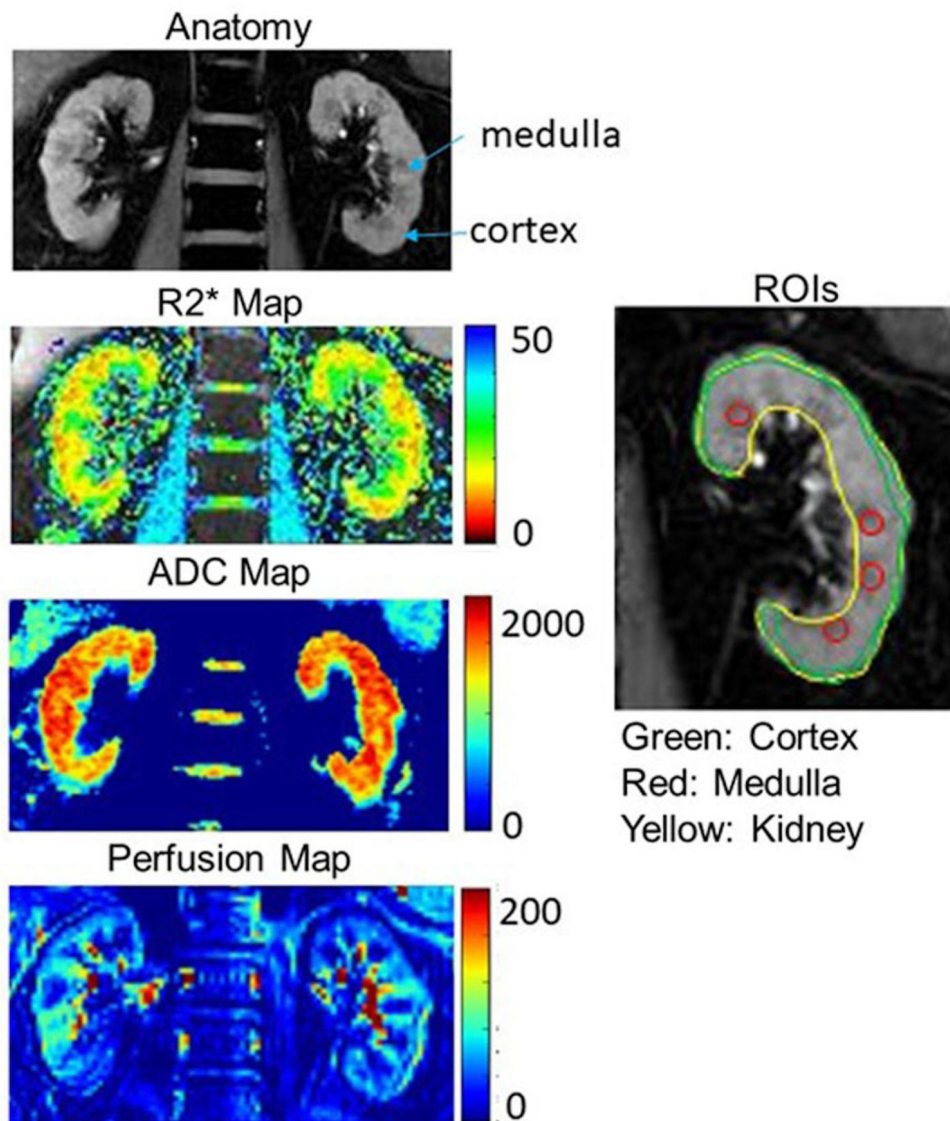 Anatomy
medulla
cortex
R2* Map
50
0
ROIs
ADC Map
2000
0
Green: Cortex
Red: Medulla
Yellow: Kidney
Perfusion Map
200
0